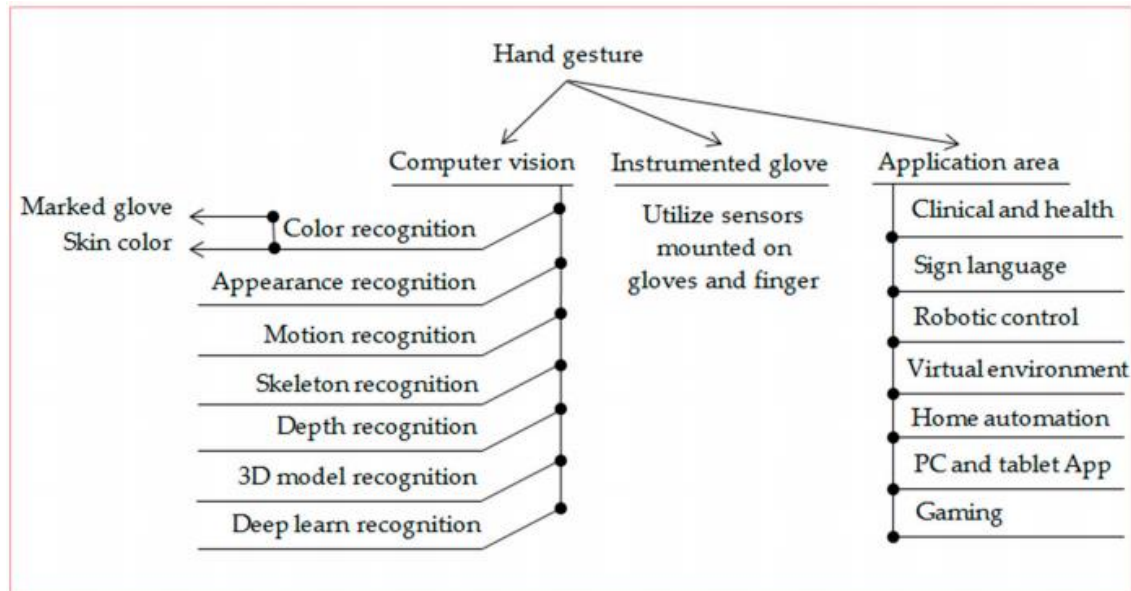 Hand gesture
Computer vision
Instrumented glove
Application area
Marked glove
Skin color
Color recognition
Appearance recognition
Motion recognition
Skeleton recognition
Depth recognition
3D model recognition
Deep learn recognition
Utilize sensors
mounted on
gloves and finger
Clinical and health
Sign language
Robotic control
Virtual environment
Home automation
PC and tablet App
Gaming